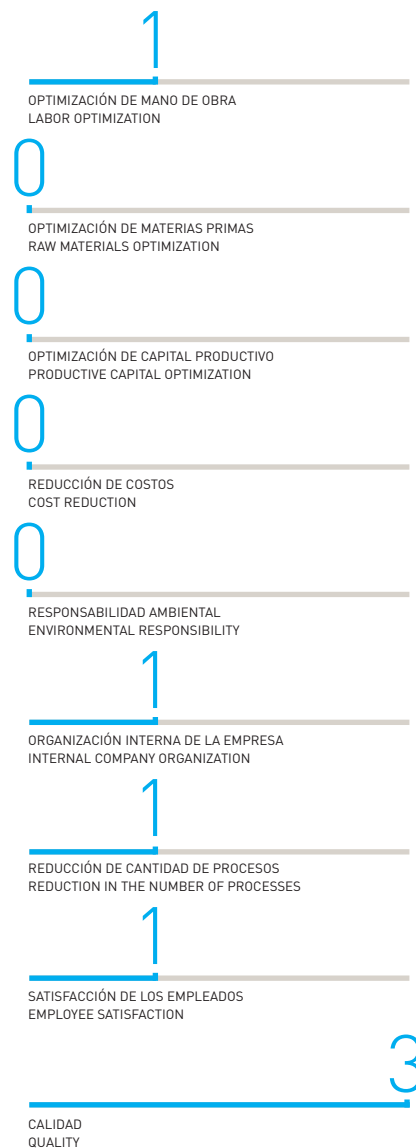 1
OPTIMIZACIÓN DE MANO DE OBRA
LABOR OPTIMIZATION
0
OPTIMIZACIÓN DE MATERIAS PRIMAS
RAW MATERIALS OPTIMIZATION
0
OPTIMIZACIÓN DE CAPITAL PRODUCTIVO
PRODUCTIVE CAPITAL OPTIMIZATION
0
REDUCCIÓN DE COSTOS
COST REDUCTION
0
RESPONSABILIDAD AMBIENTAL
ENVIRONMENTAL RESPONSIBILITY
1
ORGANIZACIÓN INTERNA DE LA EMPRESA
INTERNAL COMPANY ORGANIZATION
1
REDUCCIÓN DE CANTIDAD DE PROCESOS
REDUCTION IN THE NUMBER OF PROCESSES
1
SATISFACCIÓN DE LOS EMPLEADOS
EMPLOYEE SATISFACTION
3
CALIDAD
QUALITY